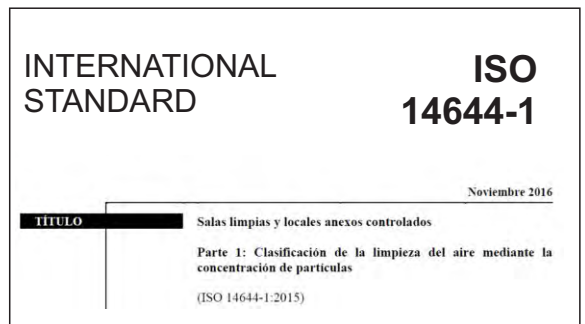 INTERNATIONAL
STANDARD
ISO
14644-1
Noviembre 2016
TÍTULO
Salas limpias y locales anexos controlados
Parte 1: Clasificación de la limpieza del aire mediante la
concentración de partículas
(ISO 14644-1:2015)